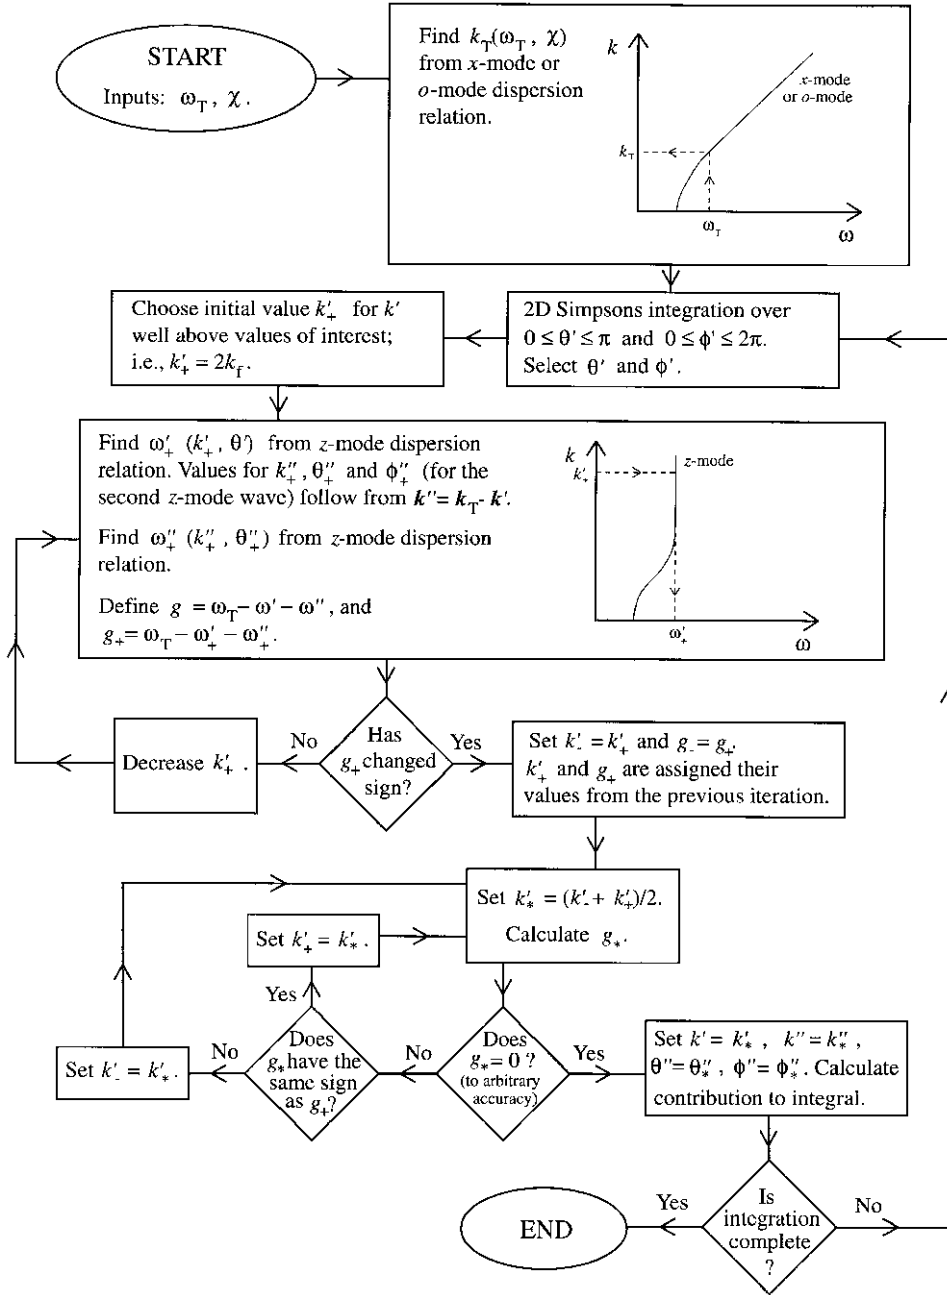 START
Inputs: ω_T, χ.
Find k_T(ω_T, χ)
from x-mode or
o-mode dispersion
relation.
k
x-mode
or o-mode
k_T
ω_T
ω
Choose initial value k'_+ for k'
well above values of interest;
i.e., k'_+ = 2k_f.
2D Simpsons integration over
0 ≤ θ' ≤ π and 0 ≤ ϕ' ≤ 2π.
Select θ' and ϕ'.
Find ω'_+ (k'_+, θ') from z-mode dispersion
relation. Values for k''_+, θ''_+ and ϕ''_+ (for the
second z-mode wave) follow from k'' = k_T - k'.
Find ω''_+ (k''_+, θ''_+) from z-mode dispersion
relation.
Define g = ω_T − ω' − ω'', and
g_+ = ω_T − ω'_+ − ω''_+.
k
k'_+
z-mode
ω'_+
ω
Decrease k'_+.
No
Has
g_+ changed
sign?
Yes
Set k'_- = k'_+ and g_- = g_+.
k'_+ and g_+ are assigned their
values from the previous iteration.
Set k'_* = (k'_- + k'_+)/2.
Calculate g_*.
Set k'_+ = k'_*.
Yes
Set k'_- = k'_*.
No
Does
g_* have the
same sign
as g_+?
No
Does
g_* = 0 ?
(to arbitrary
accuracy)
Yes
Set k' = k'_*, k'' = k''_*,
θ'' = θ''_*, ϕ'' = ϕ''_*. Calculate
contribution to integral.
END
Yes
Is
integration
complete
?
No